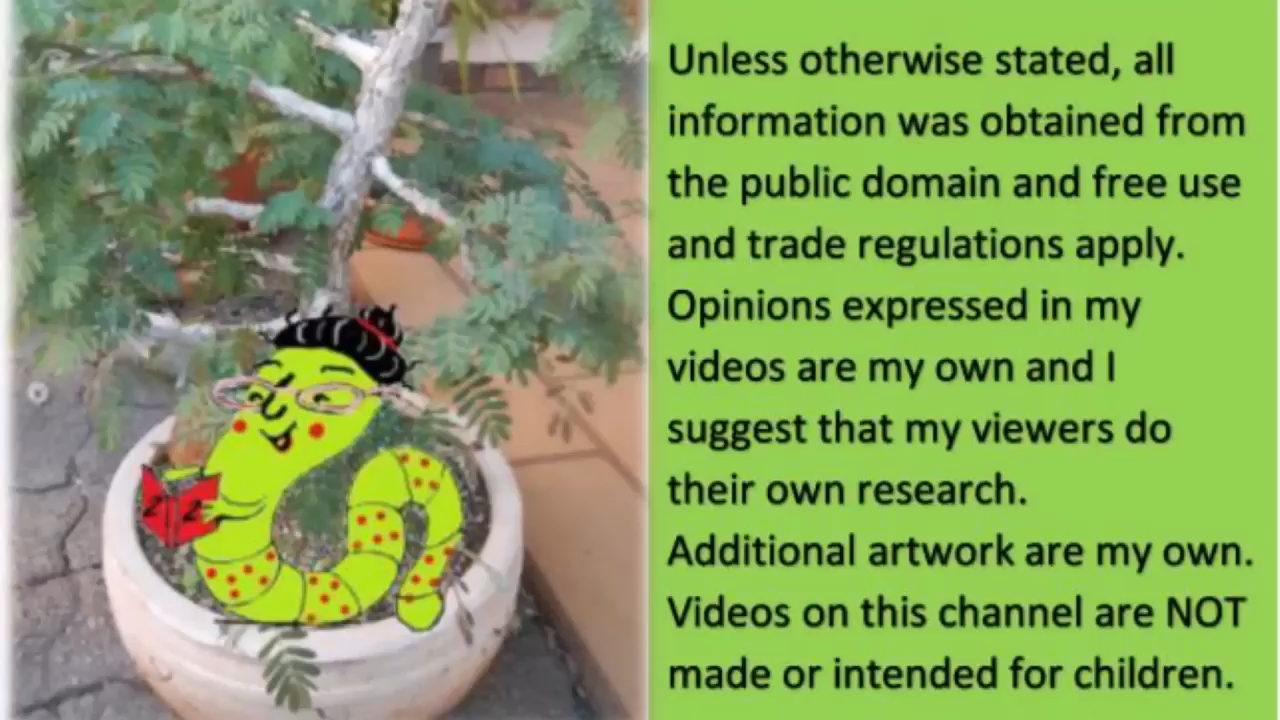 Unless otherwise stated, all
information was obtained from
the public domain and free use
and trade regulations apply.
Opinions expressed in my
videos are my own and I
suggest that my viewers do
their own research.
Additional artwork are my own.
Videos on this channel are NOT
made or intended for children.